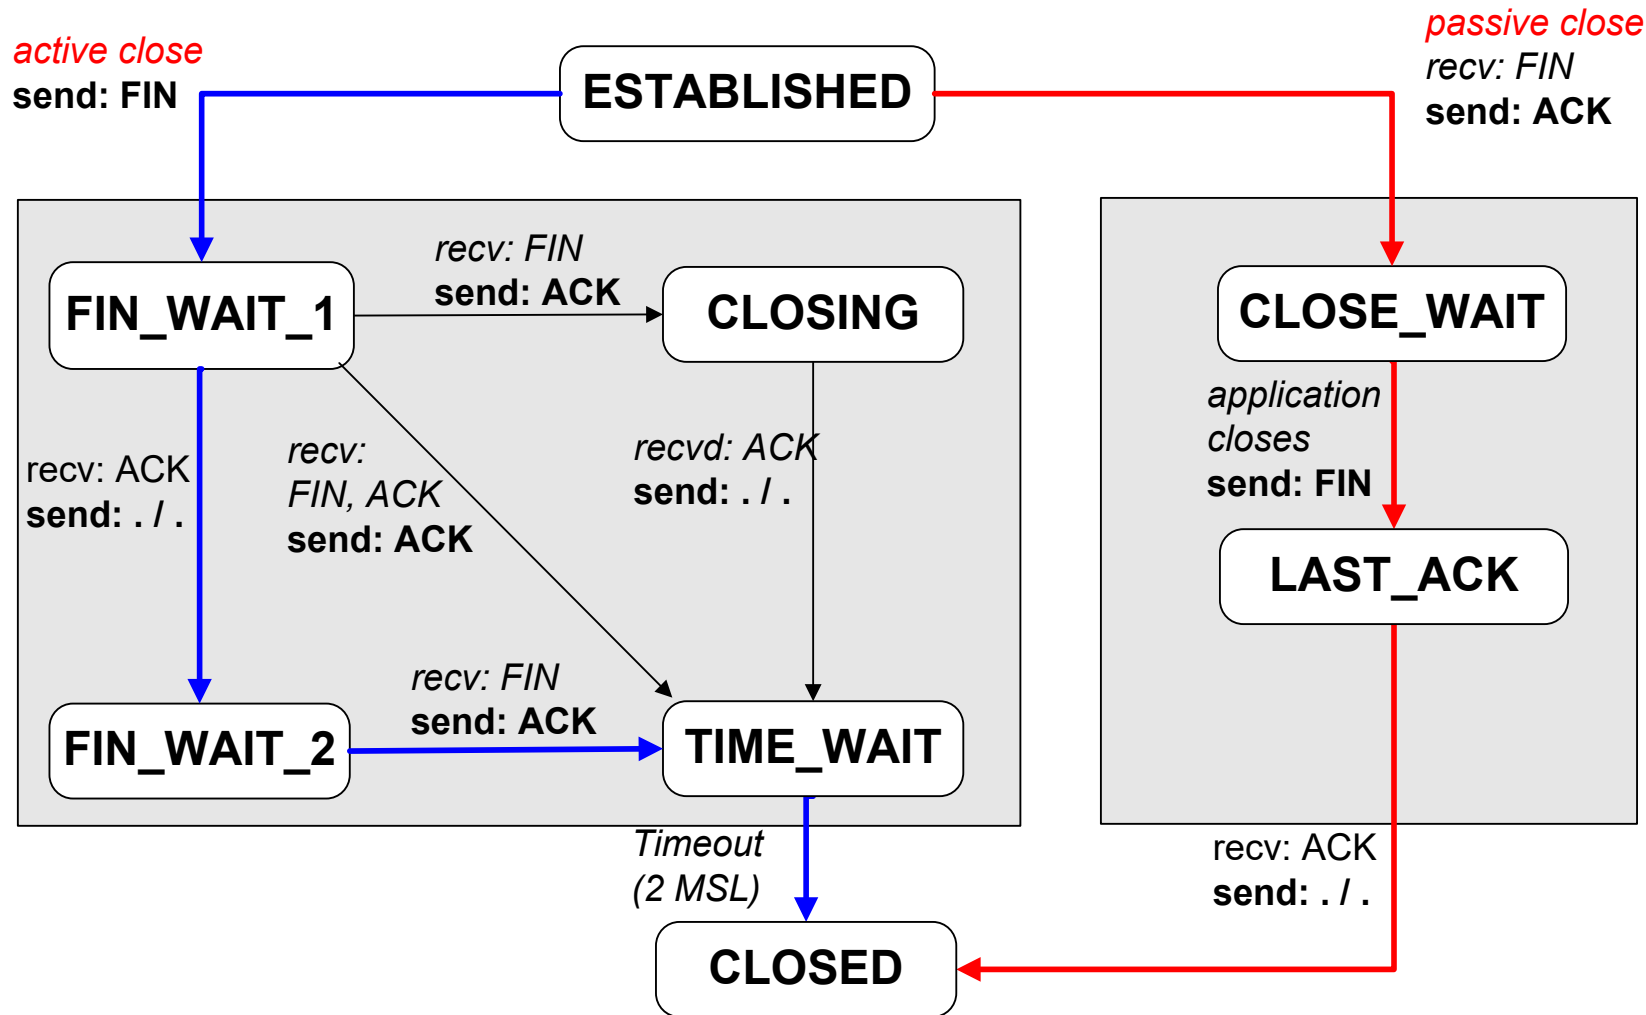 active close
send: FIN
ESTABLISHED
passive close
recv: FIN
send: ACK
FIN_WAIT_1
recv: FIN
send: ACK
CLOSING
CLOSE_WAIT
application
closes
send: FIN
recv: ACK
send: . / .
recv:
FIN, ACK
send: ACK
recvd: ACK
send: . / .
LAST_ACK
FIN_WAIT_2
recv: FIN
send: ACK
TIME_WAIT
Timeout
(2 MSL)
recv: ACK
send: . / .
CLOSED